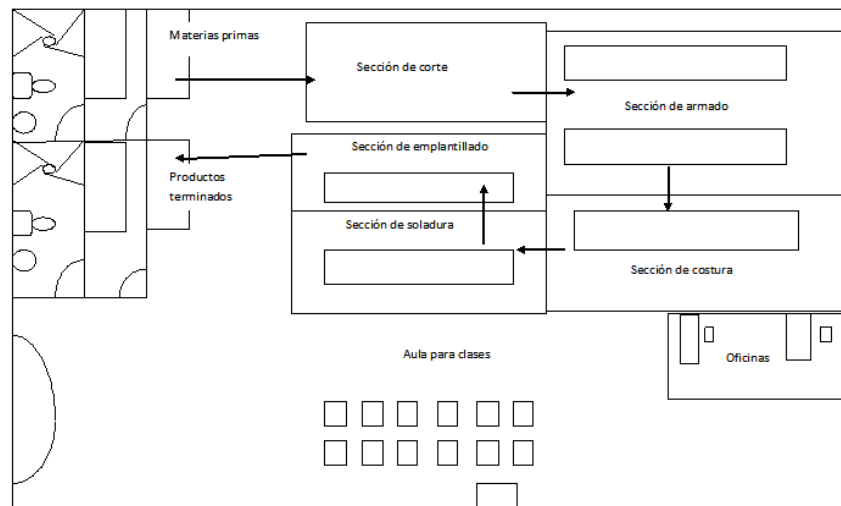 Materias primas
Sección de corte
Sección de armado
Sección de emplantillado
Productos
terminados
Sección de soladura
Sección de costura
Aula para clases
Oficinas